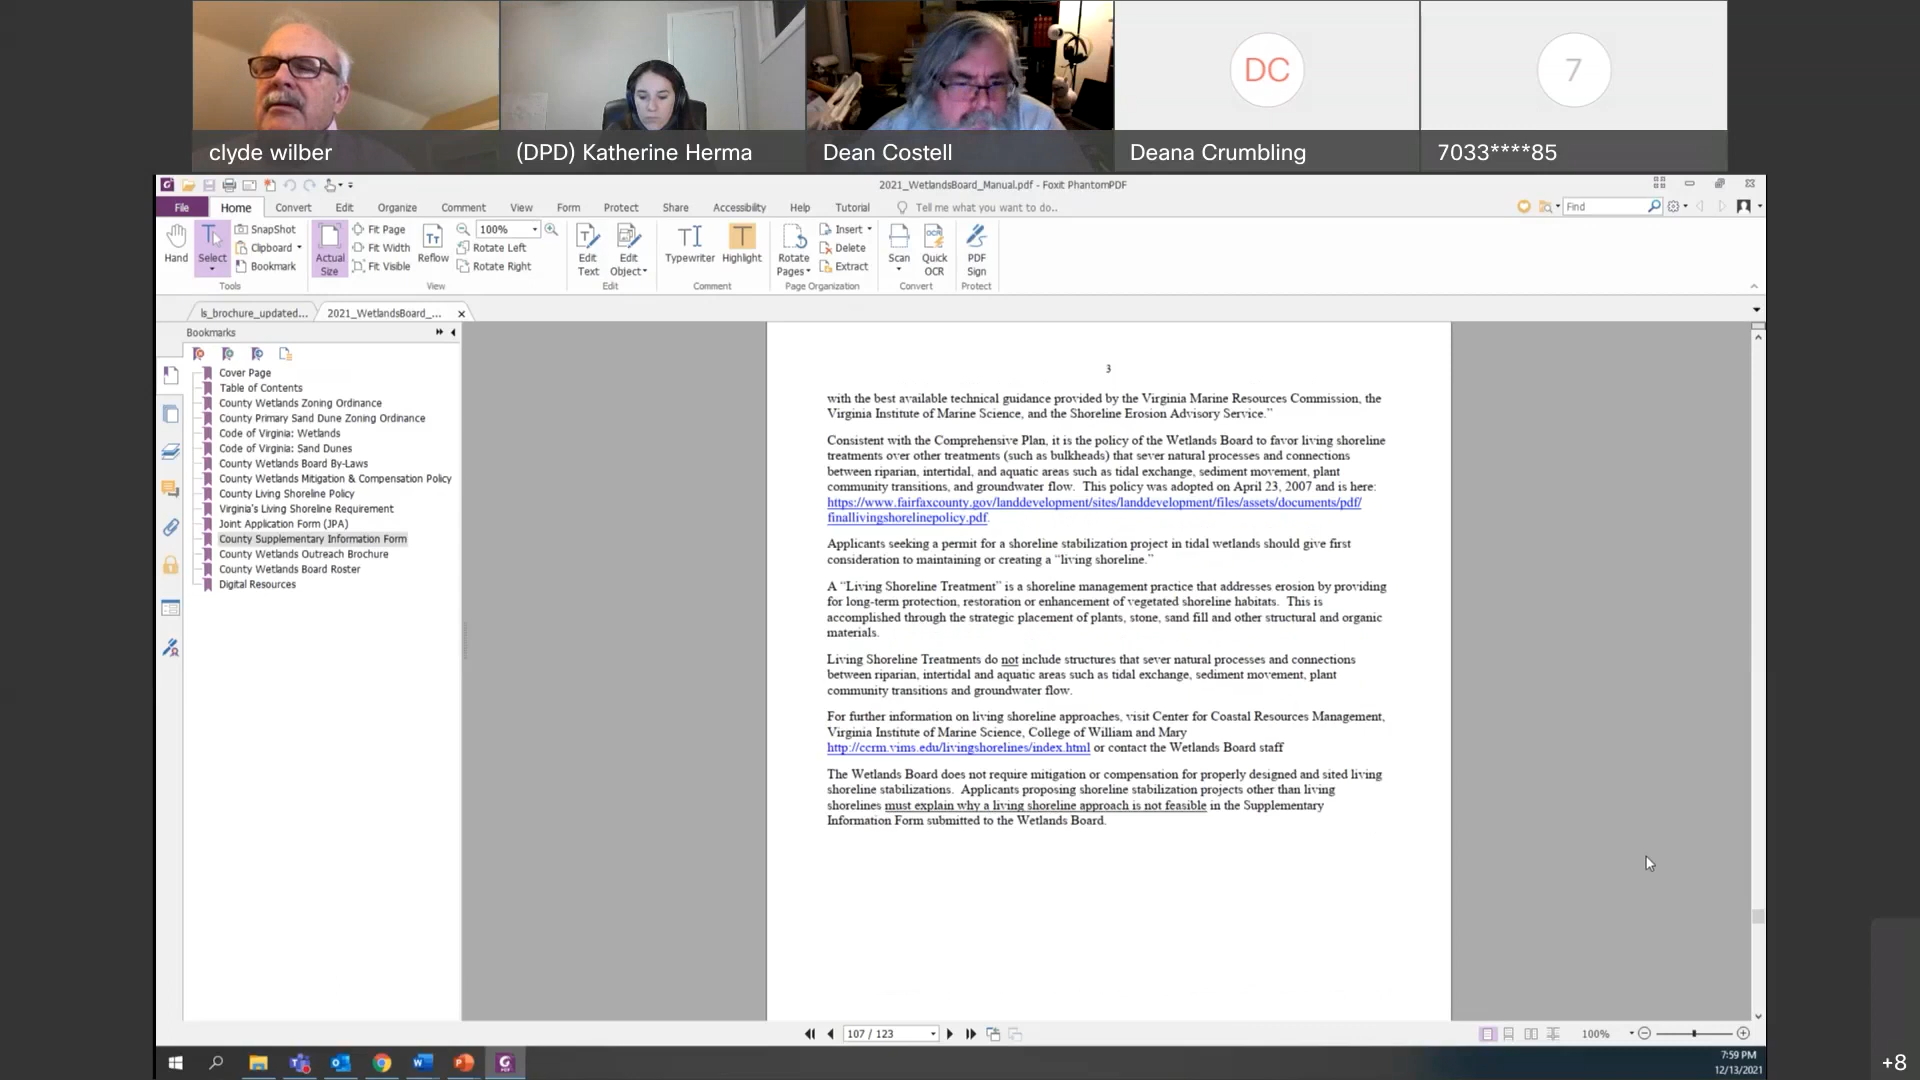 DC
7
clyde wilber
(DPD) Katherine Herma
Dean Costell
Deana Crumbling
7033****85
2021_WetlandsBoard_Manual.pdf - Foxit PhantomPDF
File Home Convert Edit Organize Comment View Form Protect Share Accessibility Help Tutorial Tell me what you want to do.. Find
Hand
Select
SnapShot
Clipboard
Bookmark
Tools
Actual
Size
Fit Page
Fit Width
Fit Visible
Reflow
100%
Rotate Left
Rotate Right
View
Edit
Text
Edit
Object
Edit
Typewriter
Highlight
Comment
Rotate
Pages
Insert
Delete
Extract
Page Organization
Scan
Quick
OCR
Convert
PDF
Sign
Protect
ls_brochure_updated...
2021_WetlandsBoard_...
Bookmarks
Cover Page
Table of Contents
County Wetlands Zoning Ordinance
County Primary Sand Dune Zoning Ordinance
Code of Virginia: Wetlands
Code of Virginia: Sand Dunes
County Wetlands Board By-Laws
County Wetlands Mitigation & Compensation Policy
County Living Shoreline Policy
Virginia's Living Shoreline Requirement
Joint Application Form (JPA)
County Supplementary Information Form
County Wetlands Outreach Brochure
County Wetlands Board Roster
Digital Resources
3
with the best available technical guidance provided by the Virginia Marine Resources Commission, the
Virginia Institute of Marine Science, and the Shoreline Erosion Advisory Service.”
Consistent with the Comprehensive Plan, it is the policy of the Wetlands Board to favor living shoreline
treatments over other treatments (such as bulkheads) that sever natural processes and connections
between riparian, intertidal, and aquatic areas such as tidal exchange, sediment movement, plant
community transitions, and groundwater flow. This policy was adopted on April 23, 2007 and is here:
https://www.fairfaxcounty.gov/landdevelopment/sites/landdevelopment/files/assets/documents/pdf/
finallivingshorelinepolicy.pdf.
Applicants seeking a permit for a shoreline stabilization project in tidal wetlands should give first
consideration to maintaining or creating a “living shoreline.”
A “Living Shoreline Treatment” is a shoreline management practice that addresses erosion by providing
for long-term protection, restoration or enhancement of vegetated shoreline habitats. This is
accomplished through the strategic placement of plants, stone, sand fill and other structural and organic
materials.
Living Shoreline Treatments do not include structures that sever natural processes and connections
between riparian, intertidal and aquatic areas such as tidal exchange, sediment movement, plant
community transitions and groundwater flow.
For further information on living shoreline approaches, visit Center for Coastal Resources Management,
Virginia Institute of Marine Science, College of William and Mary
http://ccrm.vims.edu/livingshorelines/index.html or contact the Wetlands Board staff
The Wetlands Board does not require mitigation or compensation for properly designed and sited living
shoreline stabilizations. Applicants proposing shoreline stabilization projects other than living
shorelines must explain why a living shoreline approach is not feasible in the Supplementary
Information Form submitted to the Wetlands Board.
107 / 123
100%
7:59 PM
12/13/2021
+8